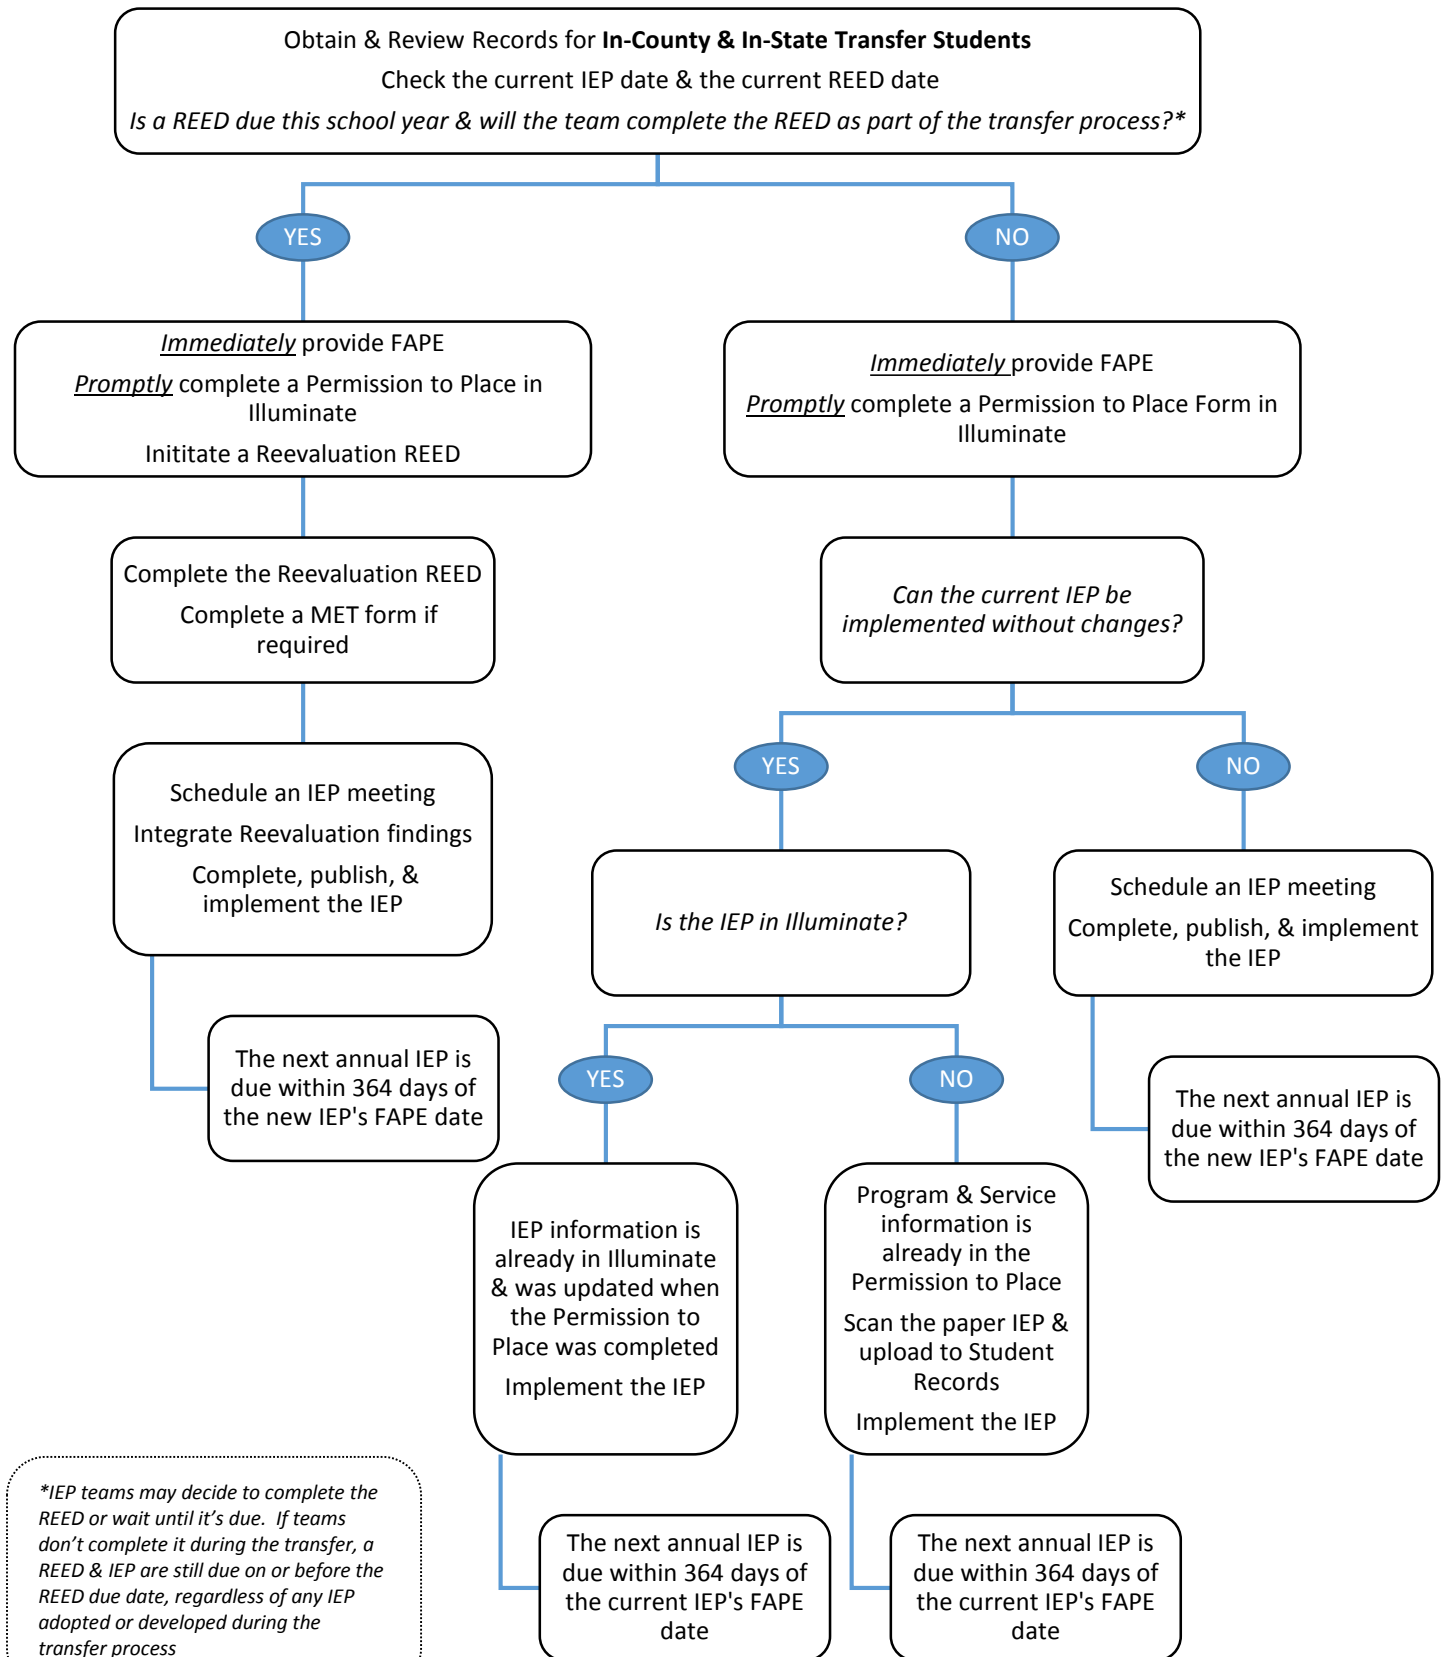 Obtain & Review Records for In-County & In-State Transfer Students
Check the current IEP date & the current REED date
Is a REED due this school year & will the team complete the REED as part of the transfer process?*
YES
NO
Immediately provide FAPE
Promptly complete a Permission to Place in
Illuminate
Inititate a Reevaluation REED
Immediately provide FAPE
Promptly complete a Permission to Place Form in
Illuminate
Complete the Reevaluation REED
Complete a MET form if
required
Can the current IEP be
implemented without changes?
Schedule an IEP meeting
Integrate Reevaluation findings
Complete, publish, &
implement the IEP
YES
NO
Is the IEP in Illuminate?
Schedule an IEP meeting
Complete, publish, & implement
the IEP
The next annual IEP is
due within 364 days of
the new IEP's FAPE date
YES
NO
The next annual IEP is
due within 364 days of
the new IEP's FAPE date
IEP information is
already in Illuminate
& was updated when
the Permission to
Place was completed
Implement the IEP
Program & Service
information is
already in the
Permission to Place
Scan the paper IEP &
upload to Student
Records
Implement the IEP
*IEP teams may decide to complete the
REED or wait until it’s due.  If teams
don’t complete it during the transfer, a
REED & IEP are still due on or before the
REED due date, regardless of any IEP
adopted or developed during the
transfer process
The next annual IEP is
due within 364 days of
the current IEP's FAPE
date
The next annual IEP is
due within 364 days of
the current IEP's FAPE
date